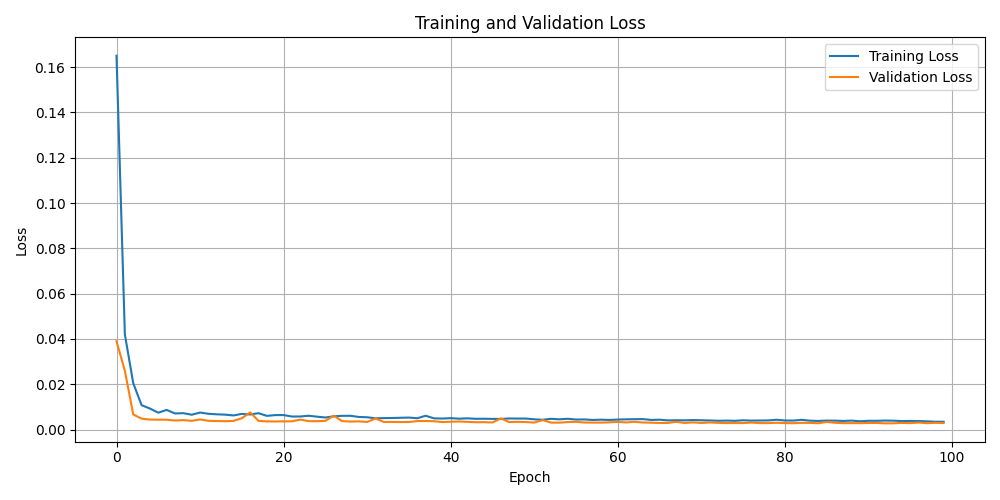 Training and Validation Loss
Training Loss
Validation Loss
0.16
0.14
0.12
0.10
0.08
0.06
0.04
0.02
0.00
Loss
0 20 40 60 80 100
Epoch